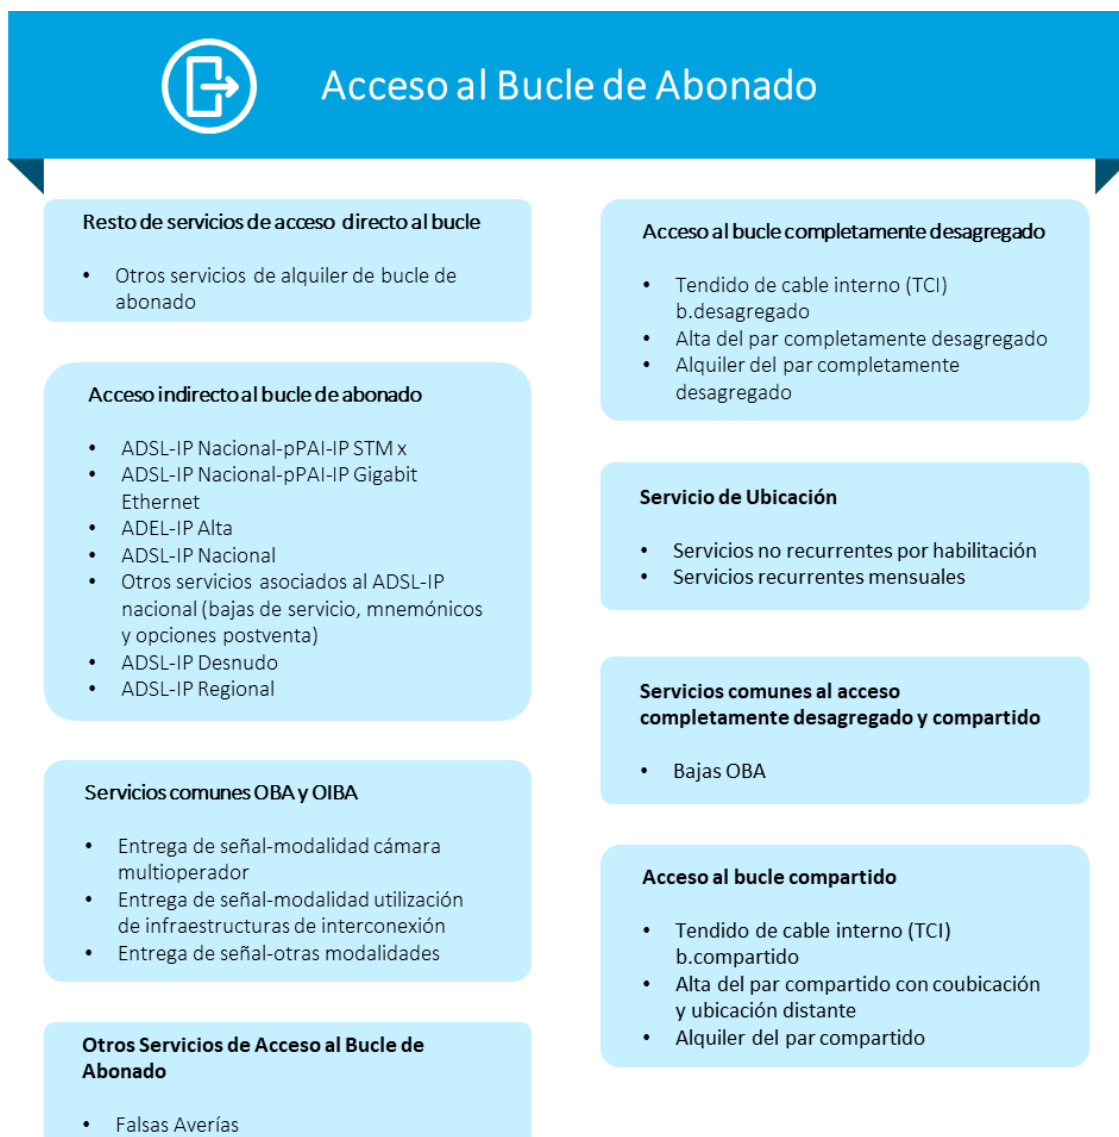 Acceso al Bucle de Abonado
Resto de servicios de acceso directo al bucle
• Otros servicios de alquiler de bucle de
abonado
Acceso indirecto al bucle de abonado
• ADSL-IP Nacional-pPAI-IP STM x
• ADSL-IP Nacional-pPAI-IP Gigabit
Ethernet
• ADEL-IP Alta
• ADSL-IP Nacional
• Otros servicios asociados al ADSL-IP
nacional (bajas de servicio, mnemónicos
y opciones postventa)
• ADSL-IP Desnudo
• ADSL-IP Regional
Servicios comunes OBA y OIBA
• Entrega de señal-modalidad cámara
multioperador
• Entrega de señal-modalidad utilización
de infraestructuras de interconexión
• Entrega de señal-otras modalidades
Otros Servicios de Acceso al Bucle de
Abonado
• Falsas Averías
Acceso al bucle completamente desagregado
• Tendido de cable interno (TCI)
b.desagregado
• Alta del par completamente desagregado
• Alquiler del par completamente
desagregado
Servicio de Ubicación
• Servicios no recurrentes por habilitación
• Servicios recurrentes mensuales
Servicios comunes al acceso
completamente desagregado y compartido
• Bajas OBA
Acceso al bucle compartido
• Tendido de cable interno (TCI)
b.compartido
• Alta del par compartido con coubicación
y ubicación distante
• Alquiler del par compartido